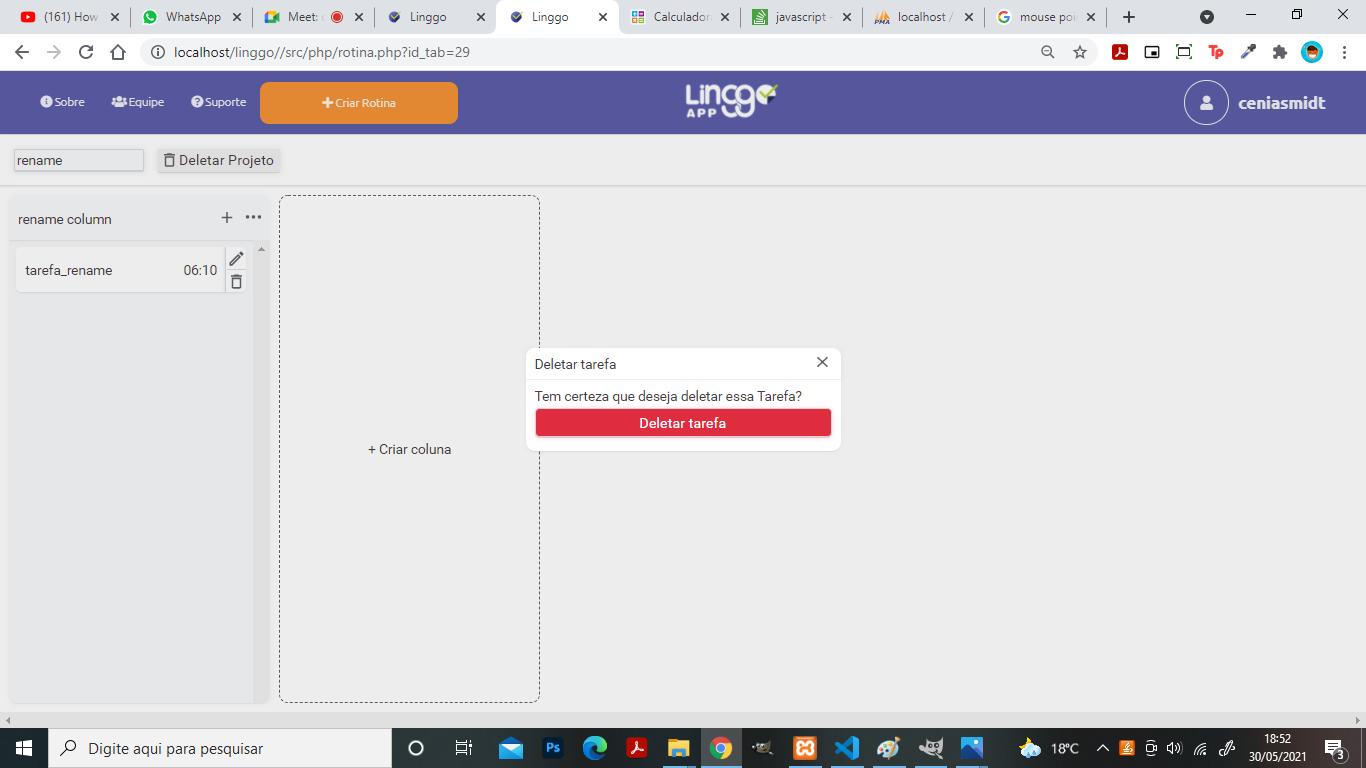 (161) How
WhatsApp
Meet:
Linggo
Linggo
Calculador
javascript -
localhost /
mouse poi
localhost/linggo//src/php/rotina.php?id_tab=29
Sobre
Equipe
Suporte
+Criar Rotina
Lincgo
APP
ceniasmidt
rename
Deletar Projeto
rename column
tarefa_rename
06:10
+ Criar coluna
Deletar tarefa
Tem certeza que deseja deletar essa Tarefa?
Deletar tarefa
Digite aqui para pesquisar
Ps
18°C
18:52
30/05/2021
3